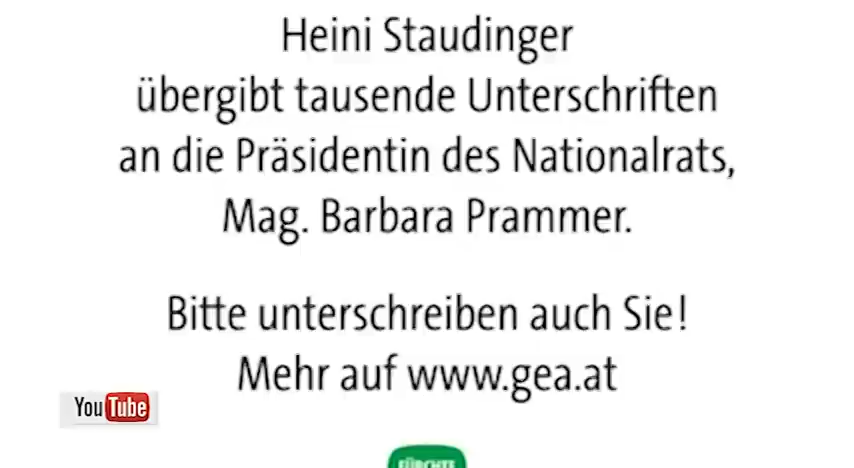 Heini Staudinger
übergibt tausende Unterschriften
an die Präsidentin des Nationalrats,
Mag. Barbara Prammer.
Bitte unterschreiben auch Sie!
Mehr auf www.gea.at
YouTube